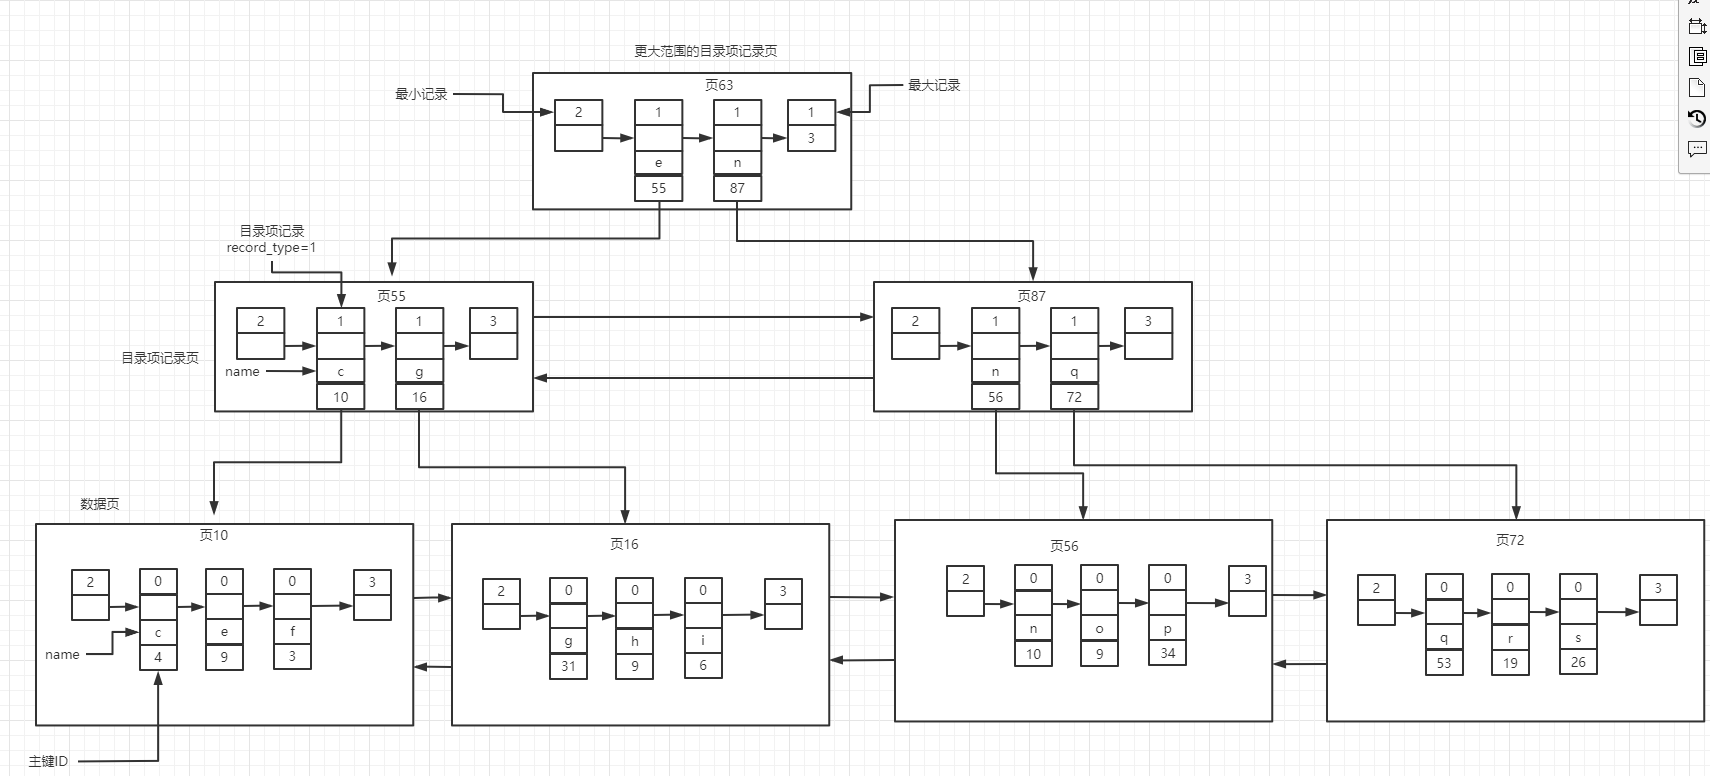 更大范围的目录项记录页
页63
最小记录
最大记录
2 1 1 1
3
e n
55 87
目录项记录
record_type=1
页55
2 1 1 3
目录项记录页
name c g
10 16
页87
2 1 1 3
n q
56 72
数据页
页10
2 0 0 0 3
name c e f
4 9 3
主键ID
页16
2 0 0 0 3
g h i
31 9 6
页56
2 0 0 0 3
n o p
10 9 34
页72
2 0 0 0 3
q r s
53 19 26